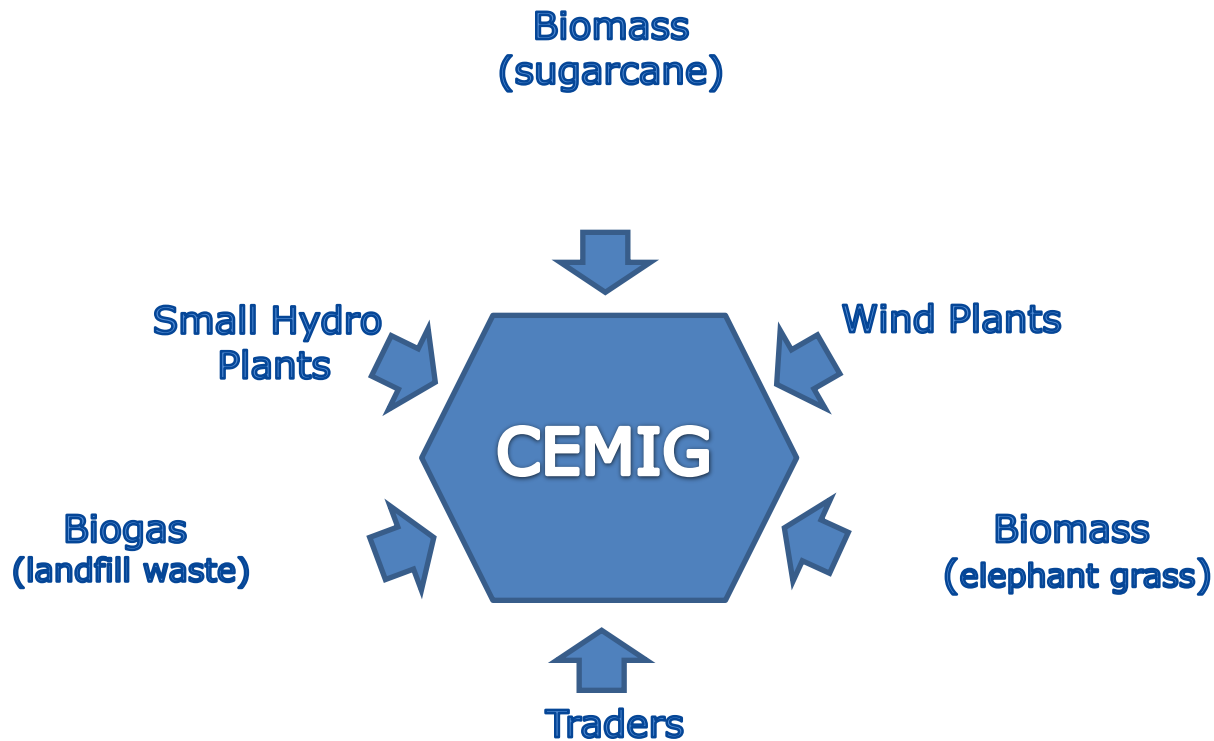 Biomass
(sugarcane)
Small Hydro
Plants
Wind Plants
CEMIG
Biogas
(landfill waste)
Biomass
(elephant grass)
Traders